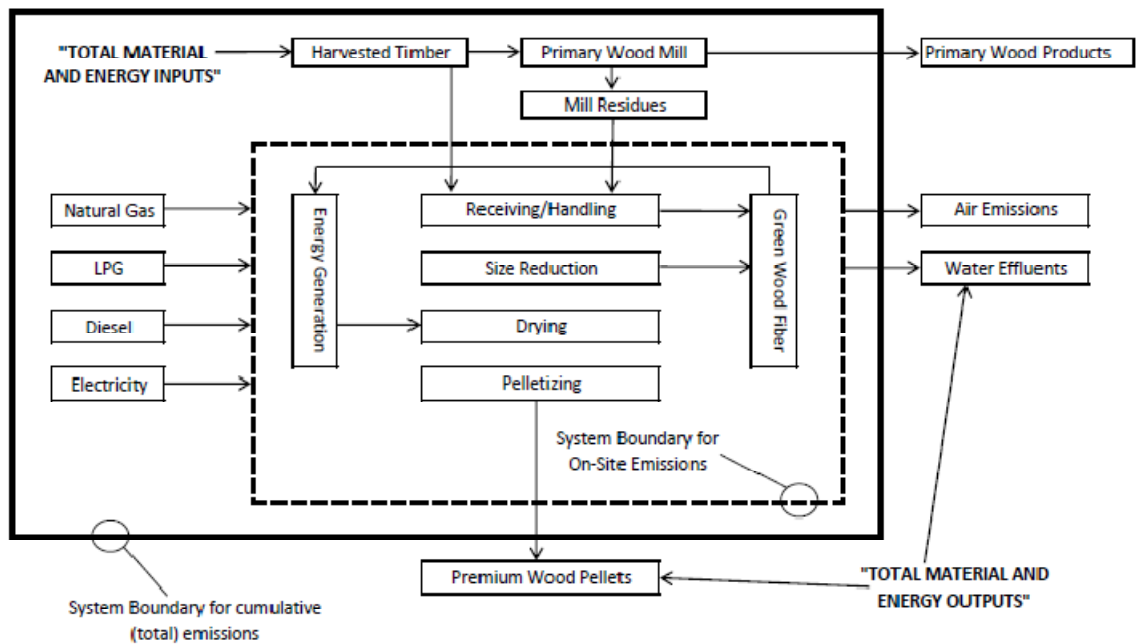 "TOTAL MATERIAL
AND ENERGY INPUTS"
Harvested Timber
Primary Wood Mill
Primary Wood Products
Mill Residues
Natural Gas
LPG
Diesel
Electricity
Energy Generation
Receiving/Handling
Size Reduction
Drying
Pelletizing
Green Wood Fiber
Air Emissions
Water Effluents
System Boundary for
On-Site Emissions
Premium Wood Pellets
"TOTAL MATERIAL AND
ENERGY OUTPUTS"
System Boundary for cumulative
(total) emissions